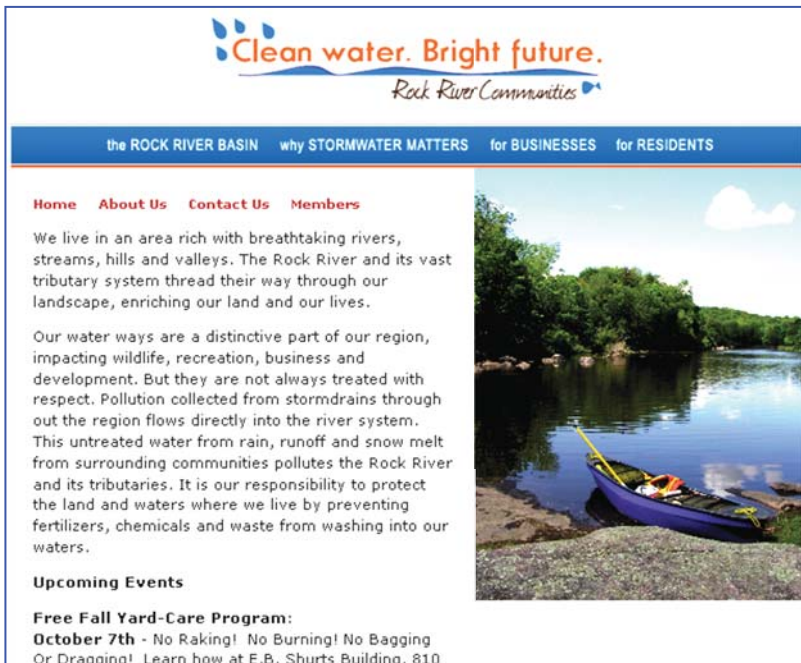 Clean water. Bright future.
Rock River Communities
the ROCK RIVER BASIN why STORMWATER MATTERS for BUSINESSES for RESIDENTS
Home About Us Contact Us Members
We live in an area rich with breathtaking rivers,
streams, hills and valleys. The Rock River and its vast
tributary system thread their way through our
landscape, enriching our land and our lives.
Our water ways are a distinctive part of our region,
impacting wildlife, recreation, business and
development. But they are not always treated with
respect. Pollution collected from stormdrains through
out the region flows directly into the river system.
This untreated water from rain, runoff and snow melt
from surrounding communities pollutes the Rock River
and its tributaries. It is our responsibility to protect
the land and waters where we live by preventing
fertilizers, chemicals and waste from washing into our
waters.
Upcoming Events
Free Fall Yard-Care Program:
October 7th - No Raking! No Burning! No Bagging
Or Dragging! Learn how at E.B. Shurts Building, 810